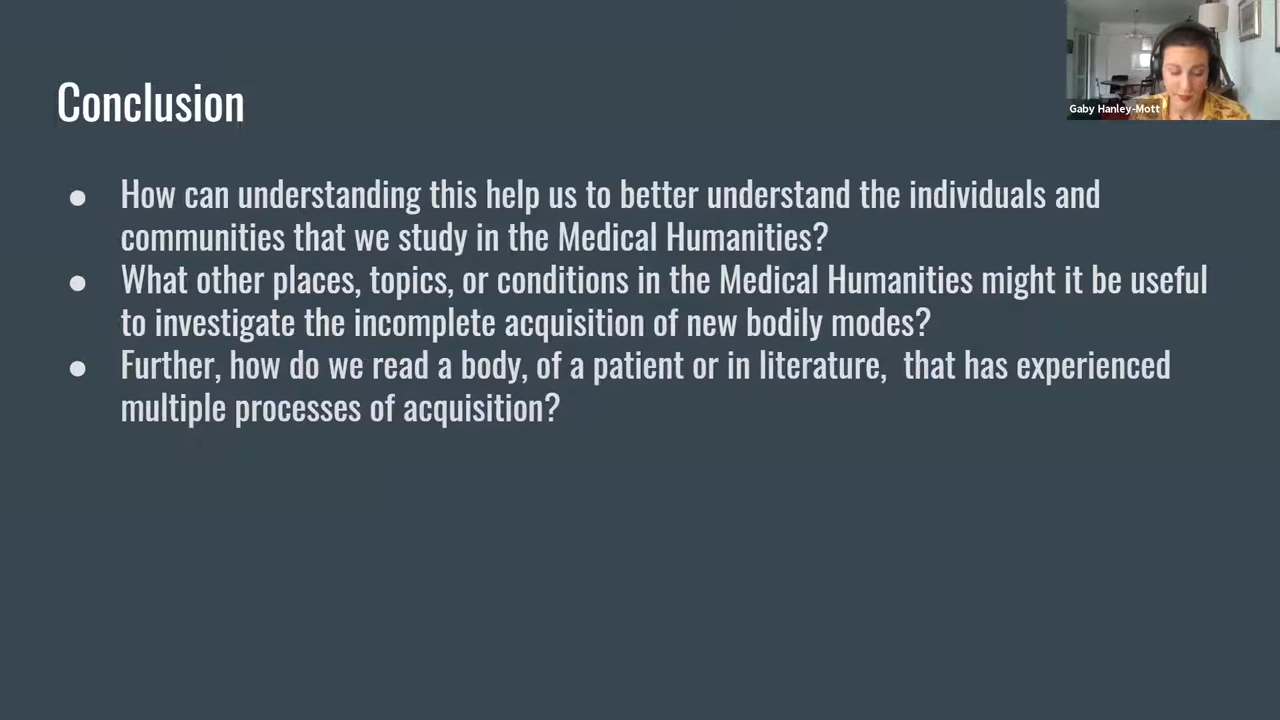 Conclusion
Gaby Hanley-Mott
● How can understanding this help us to better understand the individuals and
communities that we study in the Medical Humanities?
● What other places, topics, or conditions in the Medical Humanities might it be useful
to investigate the incomplete acquisition of new bodily modes?
● Further, how do we read a body, of a patient or in literature,  that has experienced
multiple processes of acquisition?